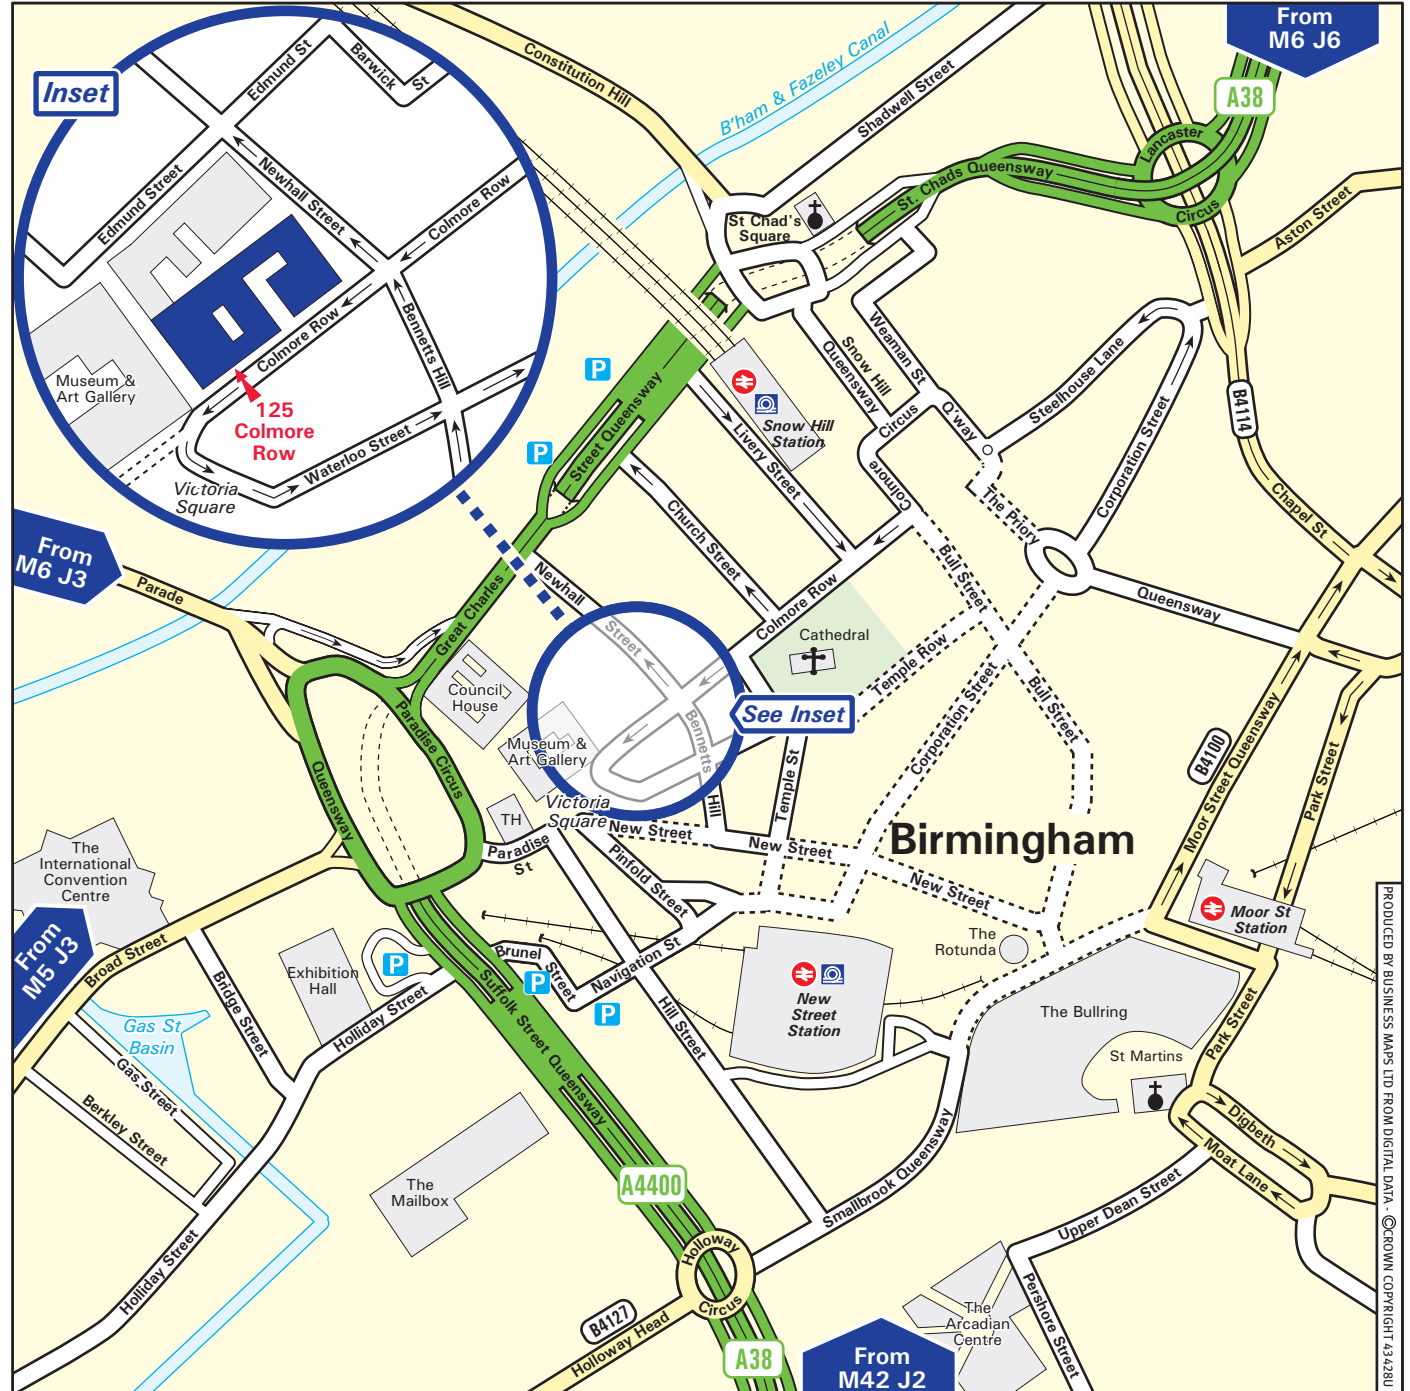 Inset
Edmund St
Barwick
St
Edmund Street
Newhall Street
Colmore Row
Colmore Row
Bennetts Hill
Museum &
Art Gallery
125
Colmore
Row
Waterloo Street
Victoria
Square
Constitution Hill
B'ham & Fazeley Canal
Shadwell Street
From
M6 J6
A38
Lancaster
Circus
St. Chads Queensway
St Chad's
Square
Aston Street
Weaman St
Snow Hill
Queensway
Circus
Q'way
Steelhouse Lane
Corporation Street
B4114
Chapel St
P
P
Street Queensway
Snow Hill
Station
Livery Street
Colmore
The Priory
Church Street
Bull Street
Queensway
From
M6 J3
Parade
Great Charles
Newhall
Street
Colmore Row
Cathedral
Temple Row
Council
House
See Inset
Corporation Street
Bull Street
Paradise Circus
Queensway
Museum &
Art Gallery
Bennetts
Hill
Temple St
B4100
Moor Street Queensway
Park Street
Victoria
Square
TH
Paradise
St
New Street
New Street
New Street
Birmingham
Pinfold Street
The
International
Convention
Centre
From
M5 J3
Broad Street
Bridge Street
Exhibition
Hall
P
Brunel
Street
P
P
Navigation St
Hill Street
The
Rotunda
Moor St
Station
New
Street
Station
The Bullring
St Martins
Park Street
Gas St
Basin
Gas Street
Berkley Street
Holliday Street
Holliday Street
Suffolk Street Queensway
The
Mailbox
A4400
Smallbrook Queensway
Digbeth
Moat Lane
Upper Dean Street
Pershore Street
Holloway
Circus
B4127
Holloway Head
A38
From
M42 J2
The
Arcadian
Centre
PRODUCED BY BUSINESS MAPS LTD FROM DIGITAL DATA - ©CROWN COPYRIGHT 43428U